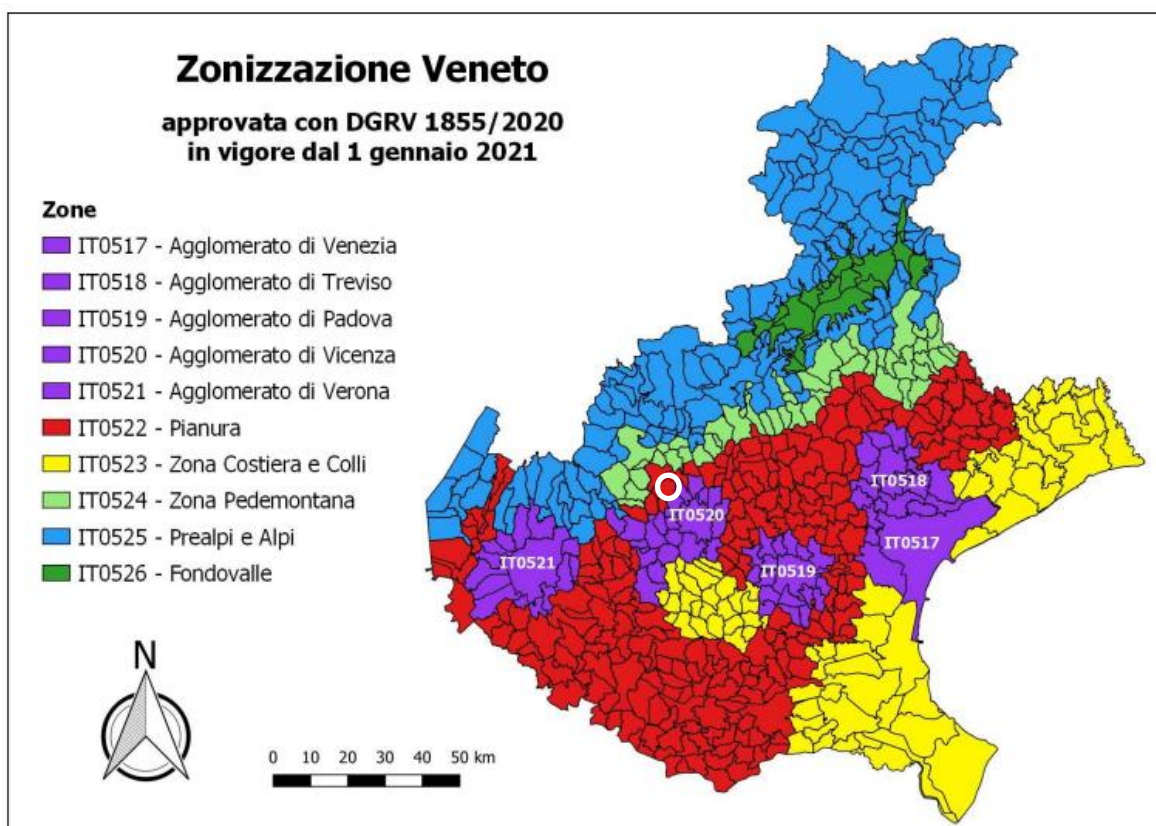 Zonizzazione Veneto
approvata con DGRV 1855/2020
in vigore dal 1 gennaio 2021
Zone
IT0517 - Agglomerato di Venezia
IT0518 - Agglomerato di Treviso
IT0519 - Agglomerato di Padova
IT0520 - Agglomerato di Vicenza
IT0521 - Agglomerato di Verona
IT0522 - Pianura
IT0523 - Zona Costiera e Colli
IT0524 - Zona Pedemontana
IT0525 - Prealpi e Alpi
IT0526 - Fondovalle
IT0518
IT0520
IT0517
IT0521
IT0519
N
0 10 20 30 40 50 km